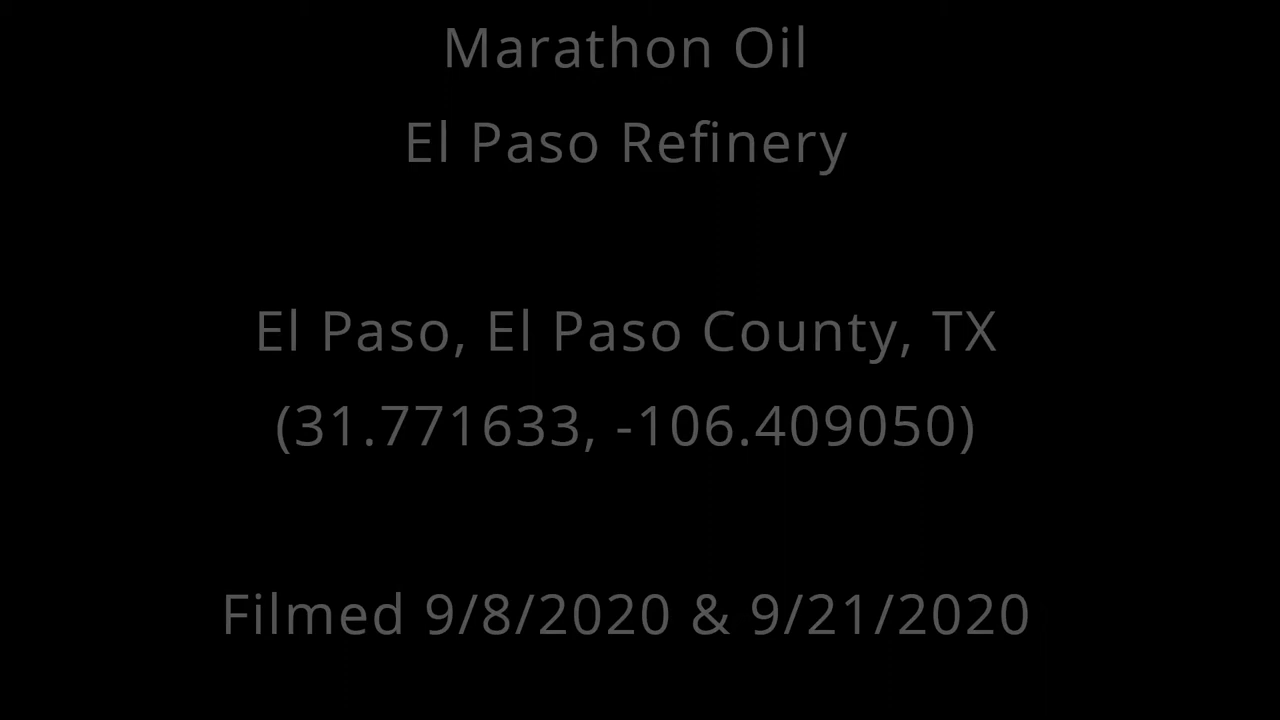 Marathon Oil
El Paso Refinery
El Paso, El Paso County, TX
(31.771633, -106.409050)
Filmed 9/8/2020 & 9/21/2020